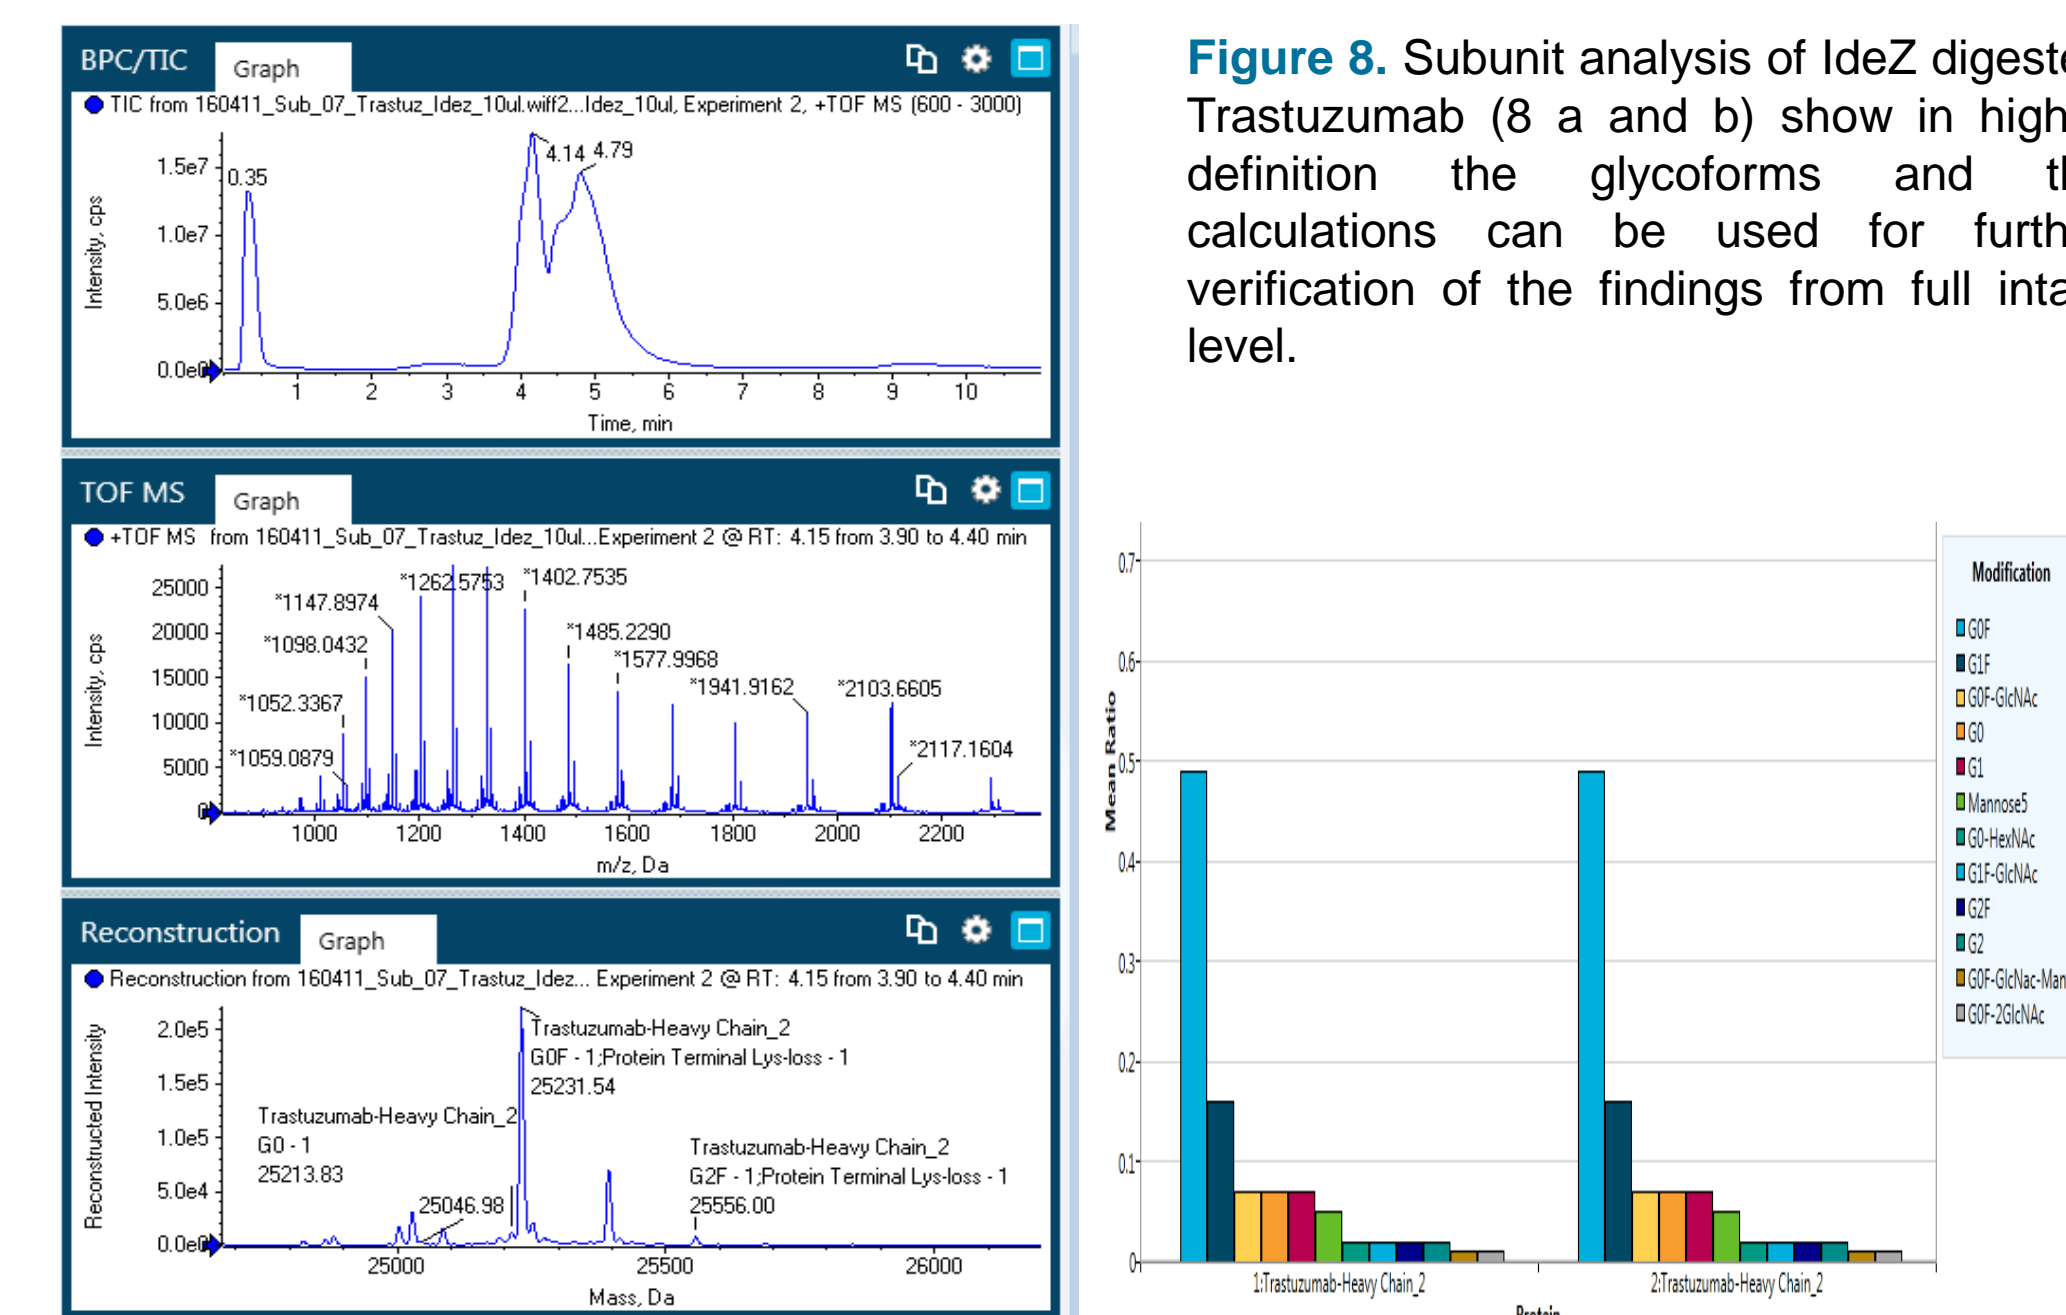 BPC/TIC Graph
TIC from 160411_Sub_07_Trastuz_Idez_10ul.wiff2...Idez_10ul, Experiment 2, +TOF MS (600 - 3000)
Intensity, cps
1.5e7
1.0e7
5.0e6
0.35
4.14 4.79
1 2 3 4 5 6 7 8 9 10
Time, min
TOF MS Graph
+TOF MS from 160411_Sub_07_Trastuz_Idez_10ul...Experiment 2 @ RT: 4.15 from 3.90 to 4.40 min
Intensity, cps
25000
20000
15000
10000
5000
*1262.5753 *1402.7535
*1147.8974
*1098.0432
*1485.2290
*1577.9968
*1052.3367
*1941.9162
*2103.6605
*1059.0879
*2117.1604
1000 1200 1400 1600 1800 2000 2200
m/z, Da
Reconstruction Graph
Reconstruction from 160411_Sub_07_Trastuz_Idez... Experiment 2 @ RT: 4.15 from 3.90 to 4.40 min
Reconstructed Intensity
2.0e5
1.5e5
1.0e5
5.0e4
Trastuzumab-Heavy Chain_2
G0F - 1;Protein Terminal Lys-loss - 1
25231.54
Trastuzumab-Heavy Chain_2
G0 - 1
25213.83
25046.98
Trastuzumab-Heavy Chain_2
G2F - 1;Protein Terminal Lys-loss - 1
25556.00
25000 25500 26000
Mass, Da
Figure 8. Subunit analysis of IdeZ digeste
Trastuzumab (8 a and b) show in high
definition the glycoforms and th
calculations can be used for furth
verification of the findings from full inta
level.
Mean Ratio
0.7
0.6
0.5
0.4
0.3
0.2
0.1
0
1:Trastuzumab-Heavy Chain_2 2:Trastuzumab-Heavy Chain_2
Protein
Modification
G0F
G1F
G0F-GlcNAc
G0
G1
Mannose5
G0-HexNAc
G1F-GlcNAc
G2F
G2
G0F-GlcNac-Man
G0F-2GlcNAc